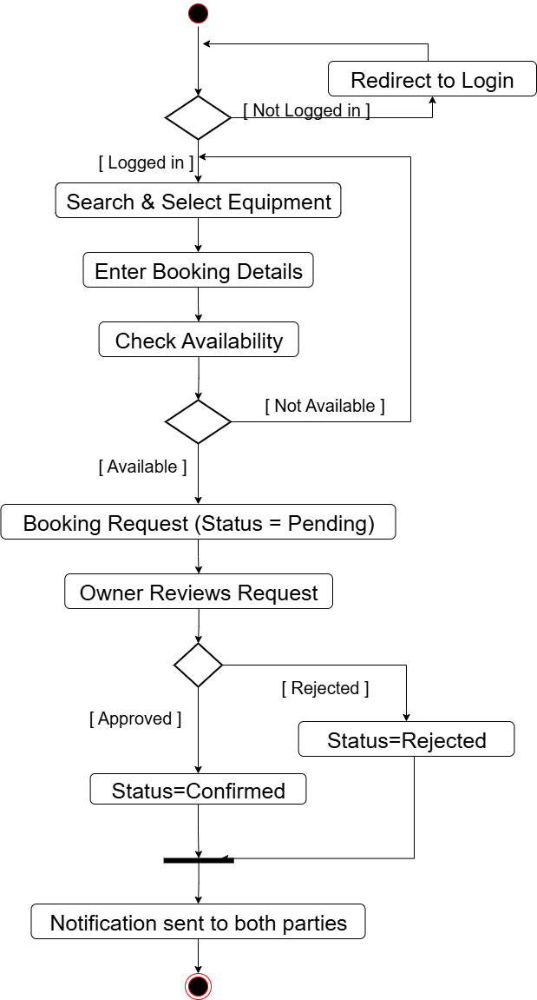 Redirect to Login
[ Not Logged in ]
[ Logged in ]
Search & Select Equipment
Enter Booking Details
Check Availability
[ Not Available ]
[ Available ]
Booking Request (Status = Pending)
Owner Reviews Request
[ Rejected ]
[ Approved ]
Status=Rejected
Status=Confirmed
Notification sent to both parties